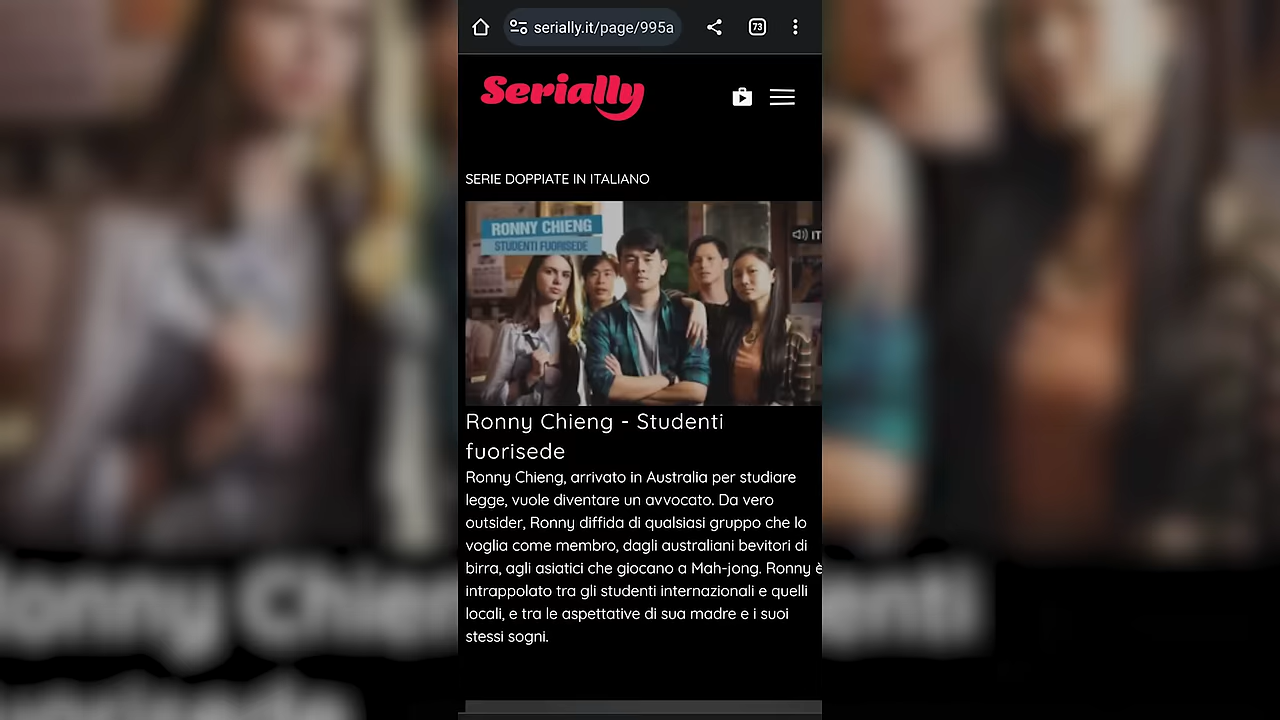 serially.it/page/995a
73
Serially
SERIE DOPPIATE IN ITALIANO
RONNY CHIENG
STUDENTI FUORISEDE
IT
Ronny Chieng - Studenti
fuorisede
Ronny Chieng, arrivato in Australia per studiare
legge, vuole diventare un avvocato. Da vero
outsider, Ronny diffida di qualsiasi gruppo che lo
voglia come membro, dagli australiani bevitori di
birra, agli asiatici che giocano a Mah-jong. Ronny è
intrappolato tra gli studenti internazionali e quelli
locali, e tra le aspettative di sua madre e i suoi
stessi sogni.